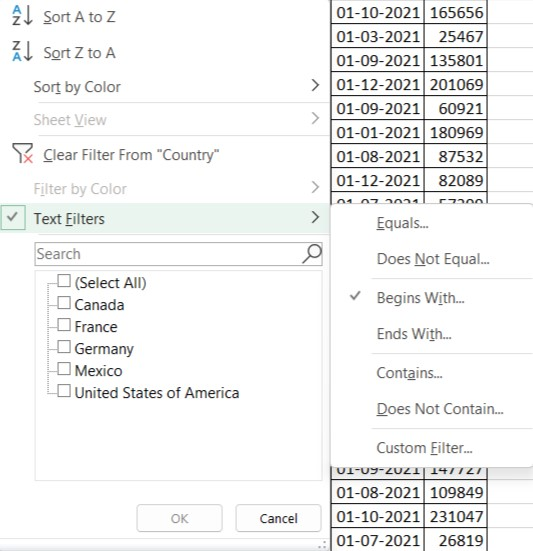 Sort A to Z
Sort Z to A
Sort by Color
Sheet View
Clear Filter From "Country"
Filter by Color
Text Filters
Search
(Select All)
Canada
France
Germany
Mexico
United States of America
OK
Cancel
Equals...
Does Not Equal...
Begins With...
Ends With...
Contains...
Does Not Contain...
Custom Filter...
01-10-2021 165656
01-03-2021 25467
01-09-2021 135801
01-12-2021 201069
01-09-2021 60921
01-01-2021 180969
01-08-2021 87532
01-12-2021 82089
01-09-2021 147727
01-08-2021 109849
01-10-2021 231047
01-07-2021 26819